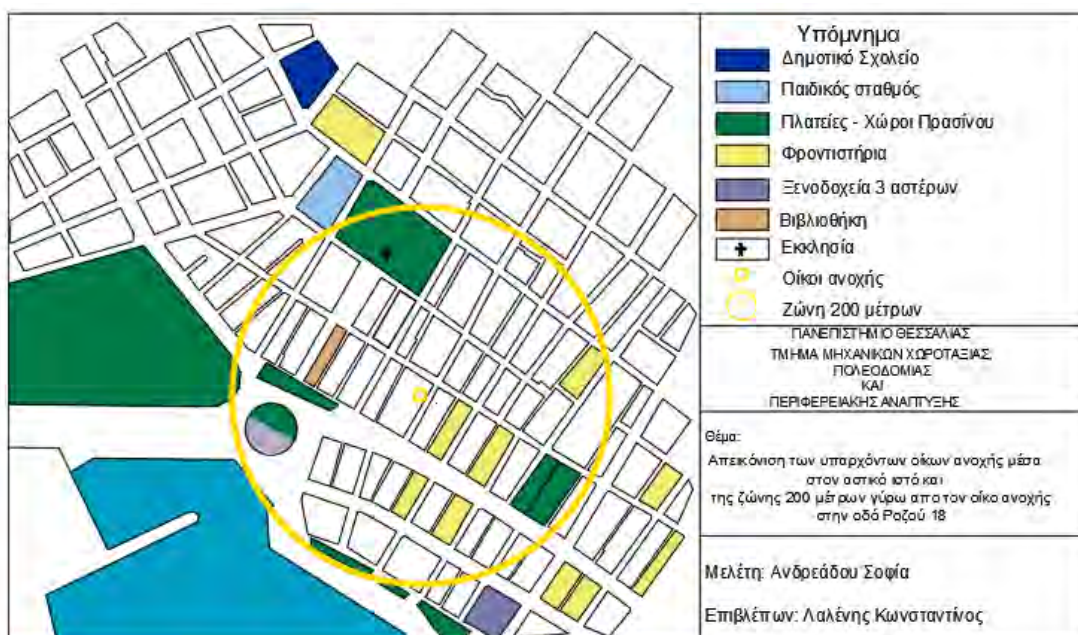 Υπόμνημα
Δημοτικό Σχολείο
Παιδικός σταθμός
Πλατείες - Χώροι Πρασίνου
Φροντιστήρια
Ξενοδοχεία 3 αστέρων
Βιβλιοθήκη
Εκκλησία
Οίκοι ανοχής
Ζώνη 200 μέτρων
ΠΑΝΕΠΙΣΤΗΜΙΟ ΘΕΣΣΑΛΙΑΣ
ΤΜΗΜΑ ΜΗΧΑΝΙΚΩΝ ΧΩΡΟΤΑΞΙΑΣ,
ΠΟΛΕΟΔΟΜΙΑΣ
ΚΑΙ
ΠΕΡΙΦΕΡΕΙΑΚΗΣ ΑΝΑΠΤΥΞΗΣ
Θέμα:
Απεικόνιση των υπαρχόντων οίκων ανοχής μέσα
στον αστικό ιστό και
της ζώνης 200 μέτρων γύρω απο τον οίκο ανοχής
στην οδό Ροζού 18
Μελέτη: Ανδρεάδου Σοφία
Επιβλέπων: Λαλένης Κωνσταντίνος